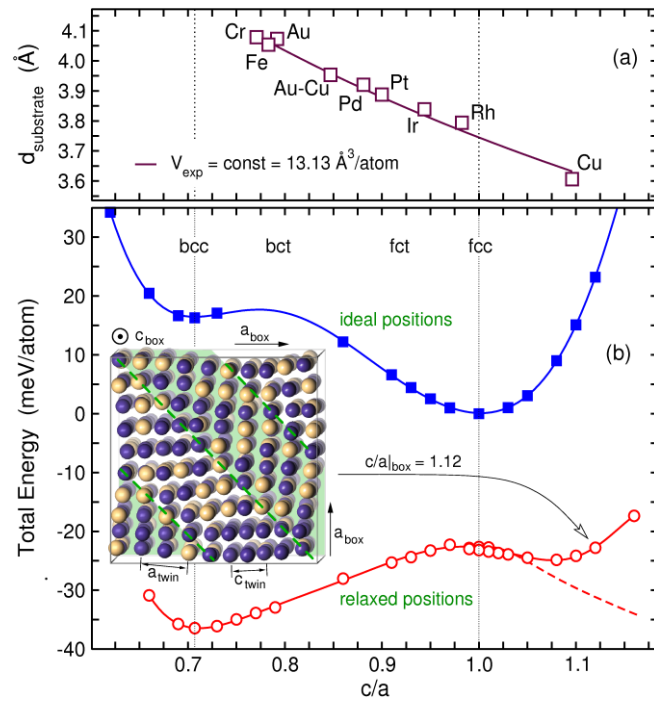 4.1
4.0
3.9
3.8
3.7
3.6
d_substrate (Å)
Cr
Au
Fe
Au-Cu
Pd
Pt
Ir
Rh
Cu
(a)
V_exp = const = 13.13 Å^3/atom
30
20
10
0
-10
-20
-30
-40
Total Energy (meV/atom)
bcc
bct
fct
fcc
ideal positions
(b)
c_box
a_box
c/a|_box = 1.12
a_box
a_twin
c_twin
relaxed positions
0.7
0.8
0.9
1.0
1.1
c/a